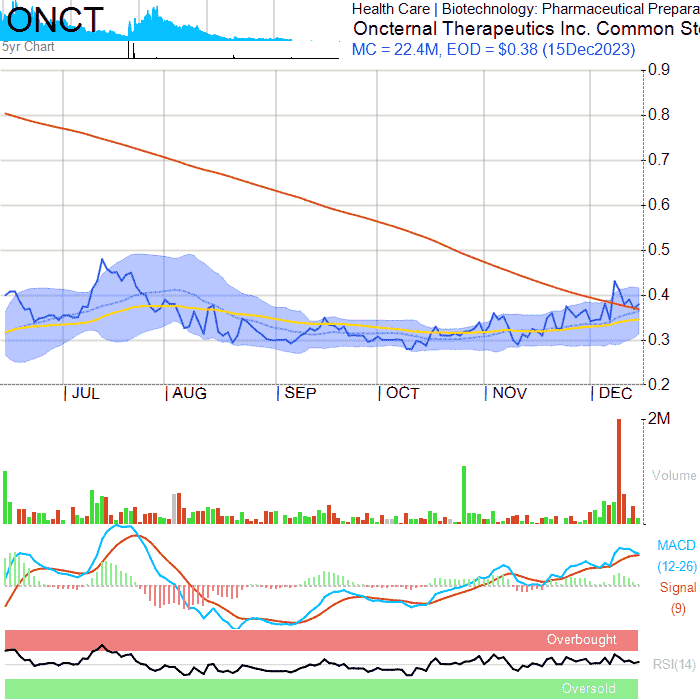 ONCT
5yr Chart
Health Care | Biotechnology: Pharmaceutical Prepara
Oncternal Therapeutics Inc. Common Sto
MC = 22.4M, EOD = $0.38 (15Dec2023)
0.9
0.8
0.7
0.6
0.5
0.4
0.3
0.2
JUL AUG SEP OCT NOV DEC
2M
Volume
MACD
(12-26)
Signal
(9)
Overbought
RSI(14)
Oversold